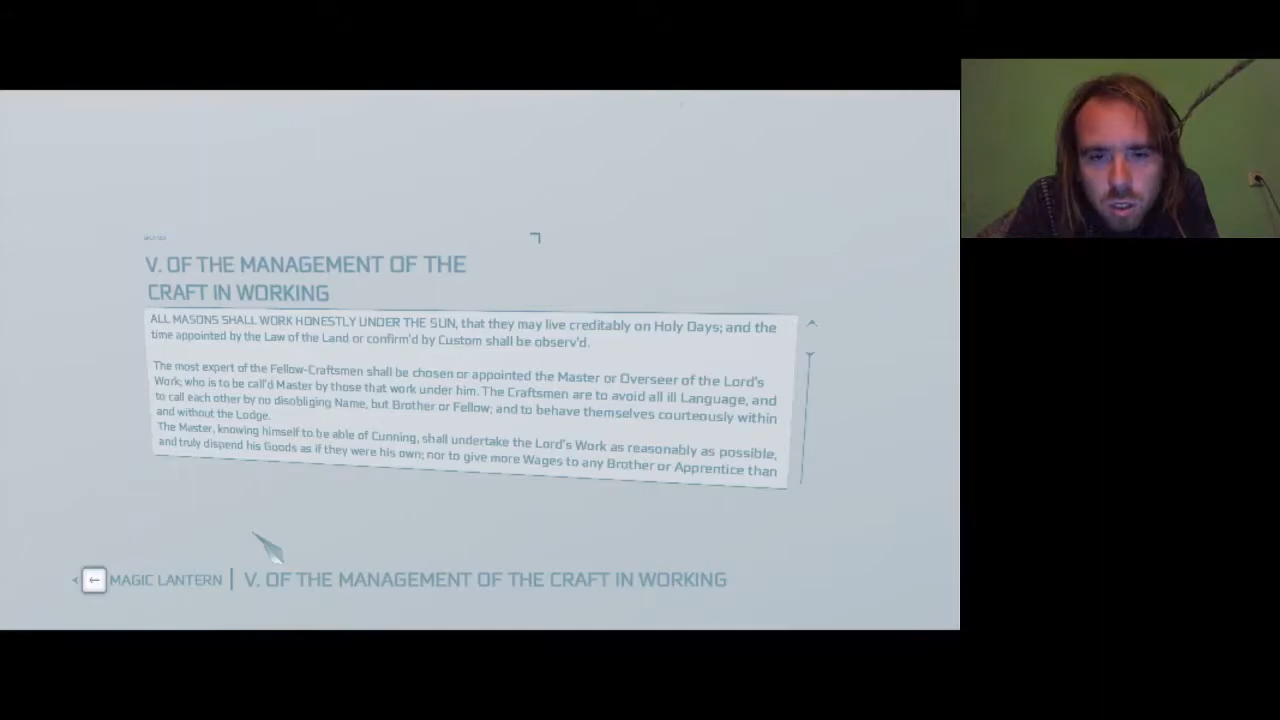 V. OF THE MANAGEMENT OF THE
CRAFT IN WORKING
ALL MASONS SHALL WORK HONESTLY UNDER THE SUN, that they may live creditably on Holy Days; and the
time appointed by the Law of the Land or confirm'd by Custom shall be observ'd.
The most expert of the Fellow-Craftsmen shall be chosen or appointed the Master or Overseer of the Lord's
Work; who is to be call'd Master by those that work under him. The Craftsmen are to avoid all ill Language, and
to call each other by no disobliging Name, but Brother or Fellow; and to behave themselves courteously within
and without the Lodge.
The Master, knowing himself to be able of Cunning, shall undertake the Lord's Work as reasonably as possible,
and truly dispend his Goods as if they were his own; nor to give more Wages to any Brother or Apprentice than
MAGIC LANTERN | V. OF THE MANAGEMENT OF THE CRAFT IN WORKING